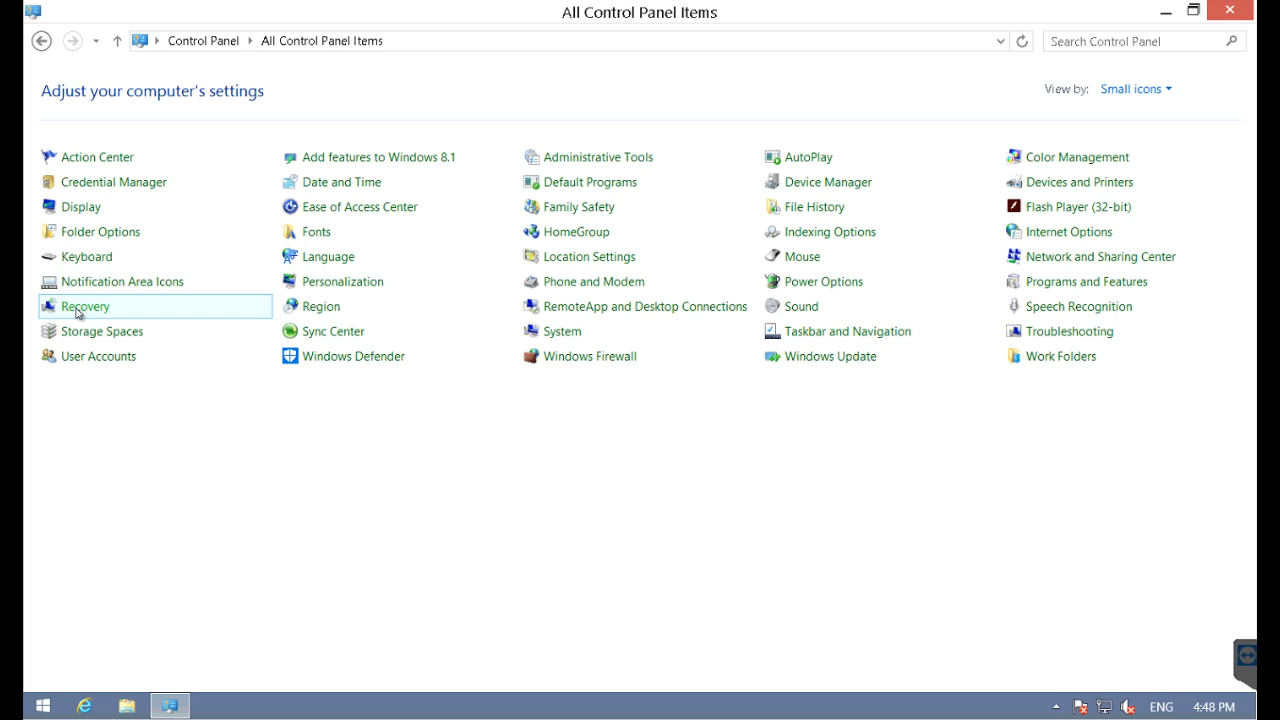 All Control Panel Items
Control Panel All Control Panel Items Search Control Panel
Adjust your computer's settings View by: Small icons
Action Center Add features to Windows 8.1 Administrative Tools AutoPlay Color Management
Credential Manager Date and Time Default Programs Device Manager Devices and Printers
Display Ease of Access Center Family Safety File History Flash Player (32-bit)
Folder Options Fonts HomeGroup Indexing Options Internet Options
Keyboard Language Location Settings Mouse Network and Sharing Center
Notification Area Icons Personalization Phone and Modem Power Options Programs and Features
Recovery Region RemoteApp and Desktop Connections Sound Speech Recognition
Storage Spaces Sync Center System Taskbar and Navigation Troubleshooting
User Accounts Windows Defender Windows Firewall Windows Update Work Folders
ENG 4:48 PM